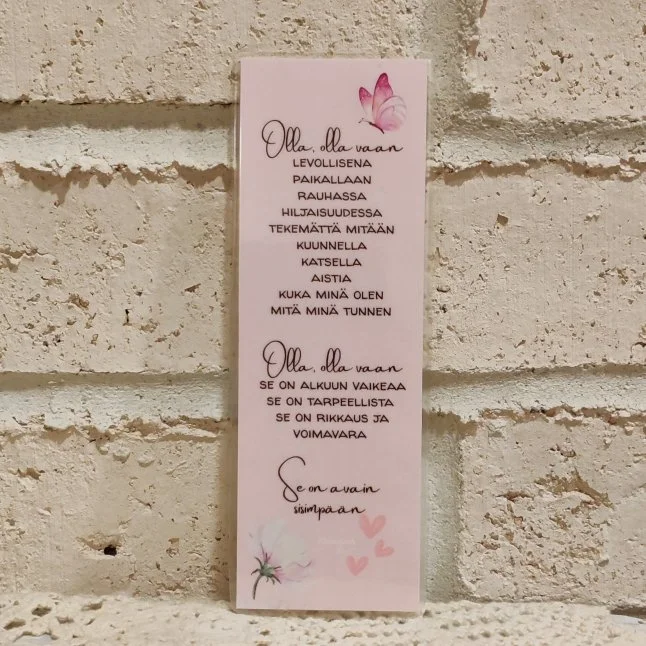 Olla, olla vaan
LEVOLLISENA
PAIKALLAAN
RAUHASSA
HILJAISUUDESSA
TEKEMÄTTÄ MITÄÄN
KUUNNELLA
KATSELLA
AISTIA
KUKA MINÄ OLEN
MITÄ MINÄ TUNNEN
Olla, olla vaan
SE ON ALKUUN VAIKEAA
SE ON TARPEELLISTA
SE ON RIKKAUS JA
VOIMAVARA
Se on avain
sisimpään